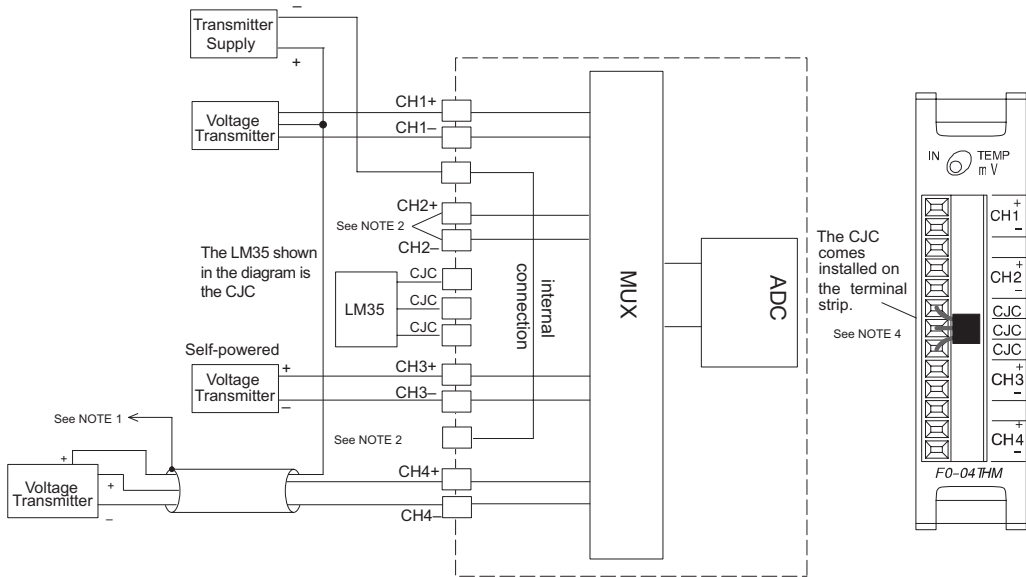 Transmitter
Supply
–
+
Voltage
Transmitter
CH1+
CH1–
CH2+
See NOTE 2
CH2–
The LM35 shown
in the diagram is
the CJC
LM35
CJC
CJC
CJC
internal
connection
MUX
ADC
Self-powered
Voltage
Transmitter
+
–
CH3+
CH3–
See NOTE 1
See NOTE 2
Voltage
Transmitter
+
+
–
CH4+
CH4–
The CJC
comes
installed on
the terminal
strip.
See NOTE 4
IN TEMP
m V
+
CH1
–
+
CH2
–
CJC
CJC
CJC
+
CH3
–
+
CH4
–
F0–04THM